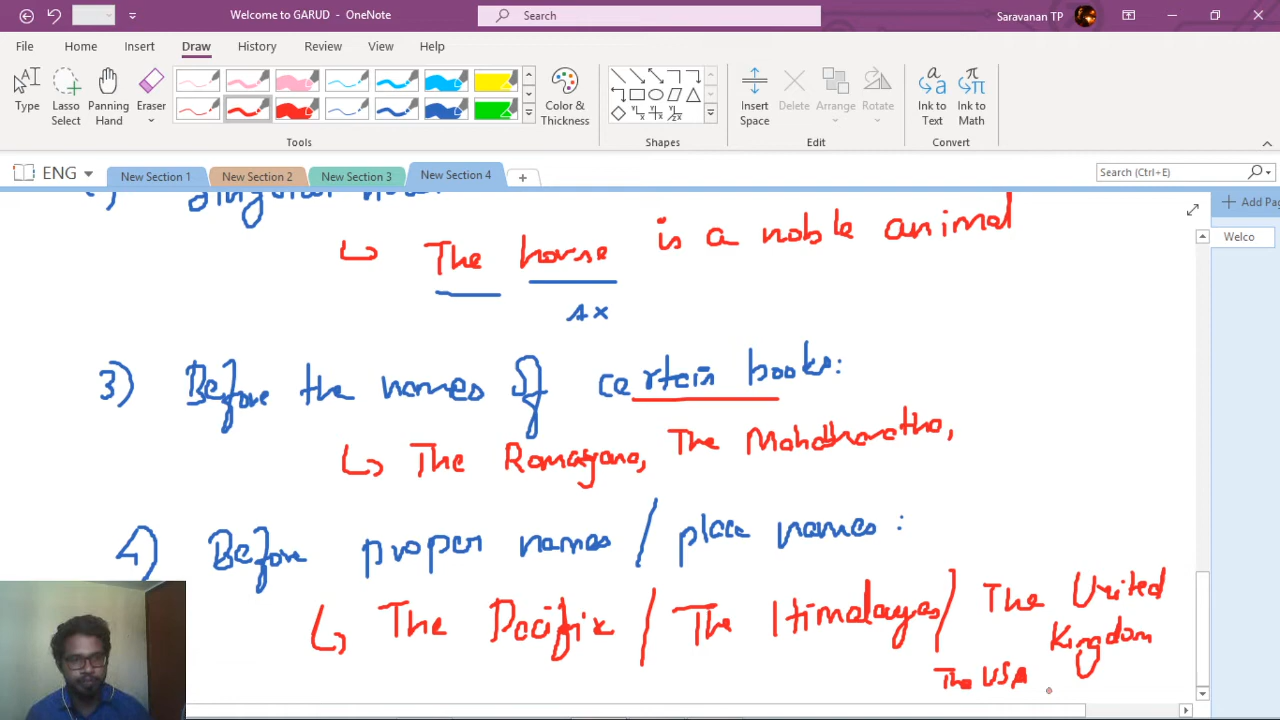 Welcome to GARUD - OneNote
Search
Saravanan TP
File Home Insert Draw History Review View Help
Type
Lasso Select
Panning Hand
Eraser
Color & Thickness
Insert Space
Delete
Arrange
Rotate
Ink to Text
Ink to Math
Tools
Shapes
Edit
Convert
ENG
New Section 1
New Section 2
New Section 3
New Section 4
Search (Ctrl+E)
Add Pag
Welco
The horse is a noble animal
3) Before the names of certain books:
The Ramayana, The Mahabharatha,
4) Before proper names / place names :
The Pacific / The Himalayas / The United Kingdom
The USA